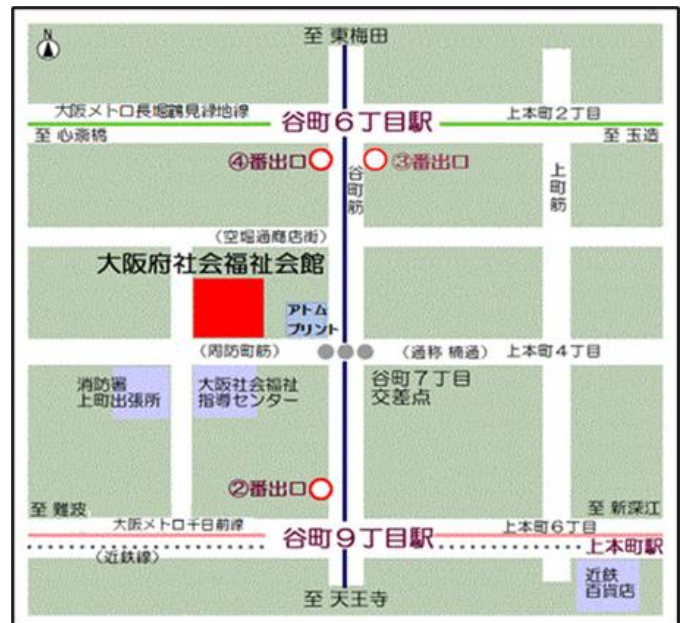 N
至 東梅田
大阪メトロ長堀鶴見緑地線
谷町6丁目駅
上本町2丁目
至 心斎橋
至 玉造
④番出口
③番出口
谷町筋
上町筋
(空堀通商店街)
大阪府社会福祉会館
アトム
プリント
(周防町筋)
(通称 楠通)
上本町4丁目
消防署
上町出張所
大阪社会福祉
指導センター
谷町7丁目
交差点
②番出口
至 難波
至 新深江
大阪メトロ千日前線
谷町9丁目駅
上本町6丁目
(近鉄線)
上本町駅
近鉄
百貨店
至 天王寺